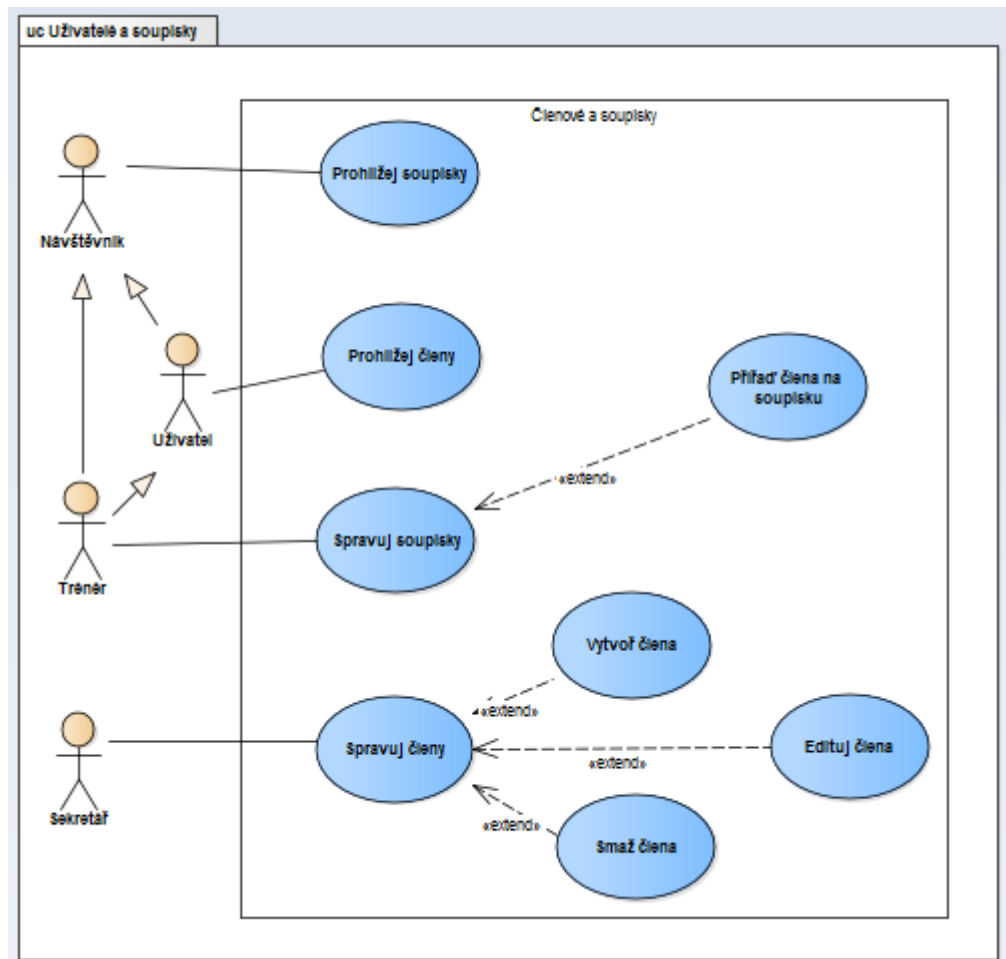 uc Uživatelé a soupisky
Členové a soupisky
Prohlížej soupisky
Návštěvník
Prohlížej členy
Přiřaď člena na
soupisku
Uživatel
«extend»
Spravuj soupisky
Trenér
Vytvoř člena
«extend»
Spravuj členy
Edituj člena
«extend»
Sekretář
«extend»
Smaž člena